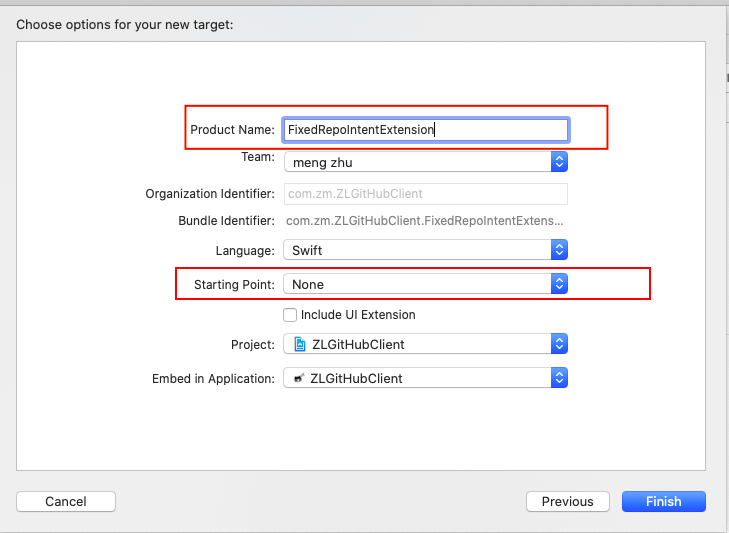 Choose options for your new target:
Product Name: FixedRepoIntentExtension
Team: meng zhu
Organization Identifier: com.zm.ZLGitHubClient
Bundle Identifier: com.zm.ZLGitHubClient.FixedRepoIntentExtens...
Language: Swift
Starting Point: None
Include UI Extension
Project: ZLGitHubClient
Embed in Application: ZLGitHubClient
Cancel Previous Finish